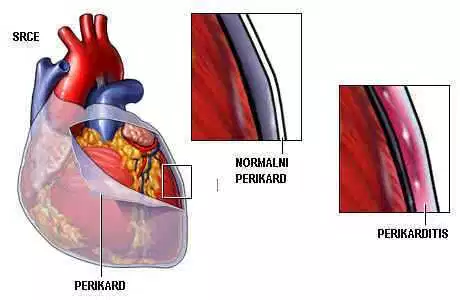 SRCE
NORMALNI
PERIKARD
PERIKARDITIS
PERIKARD